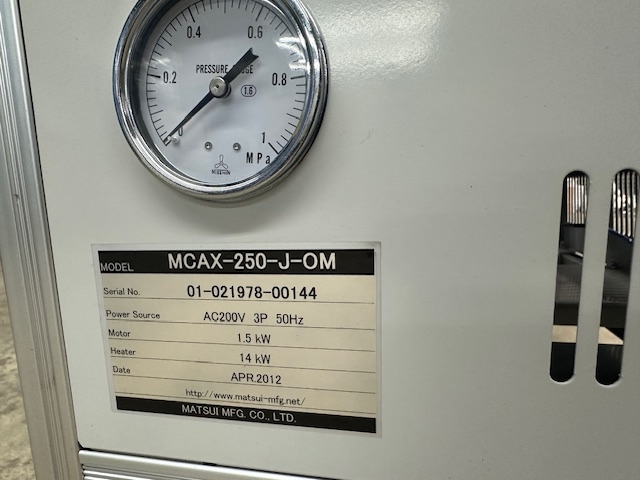 0.4 0.6
0.2 0.8
PRESSURE GAUGE
1.6
0 1
MPa
MODEL MCAX-250-J-OM
Serial No. 01-021978-00144
Power Source AC200V 3P 50Hz
Motor 1.5 kW
Heater 14 kW
Date APR.2012
http://www.matsui-mfg.net/
MATSUI MFG. CO., LTD.